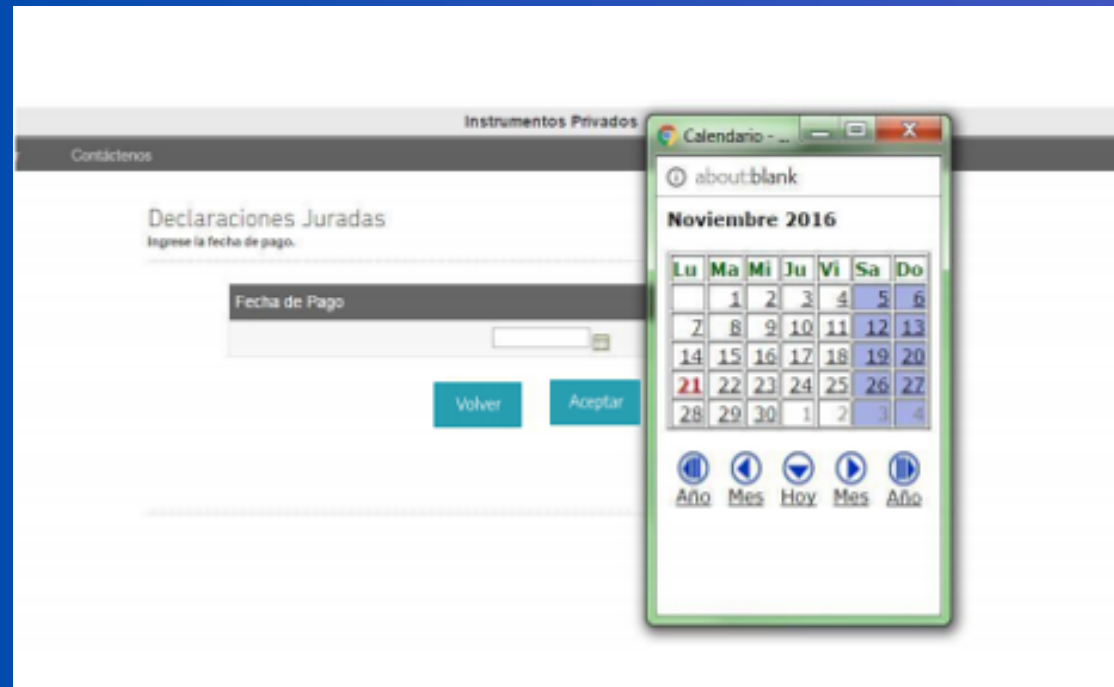 Instrumentos Privados
Contáctenos
Declaraciones Juradas
Ingrese la fecha de pago.
Fecha de Pago
Volver Aceptar
Calendario - ...
about:blank
Noviembre 2016
Lu Ma Mi Ju Vi Sa Do
1 2 3 4 5 6
7 8 9 10 11 12 13
14 15 16 17 18 19 20
21 22 23 24 25 26 27
28 29 30 1 2 3 4
Año Mes Hoy Mes Año